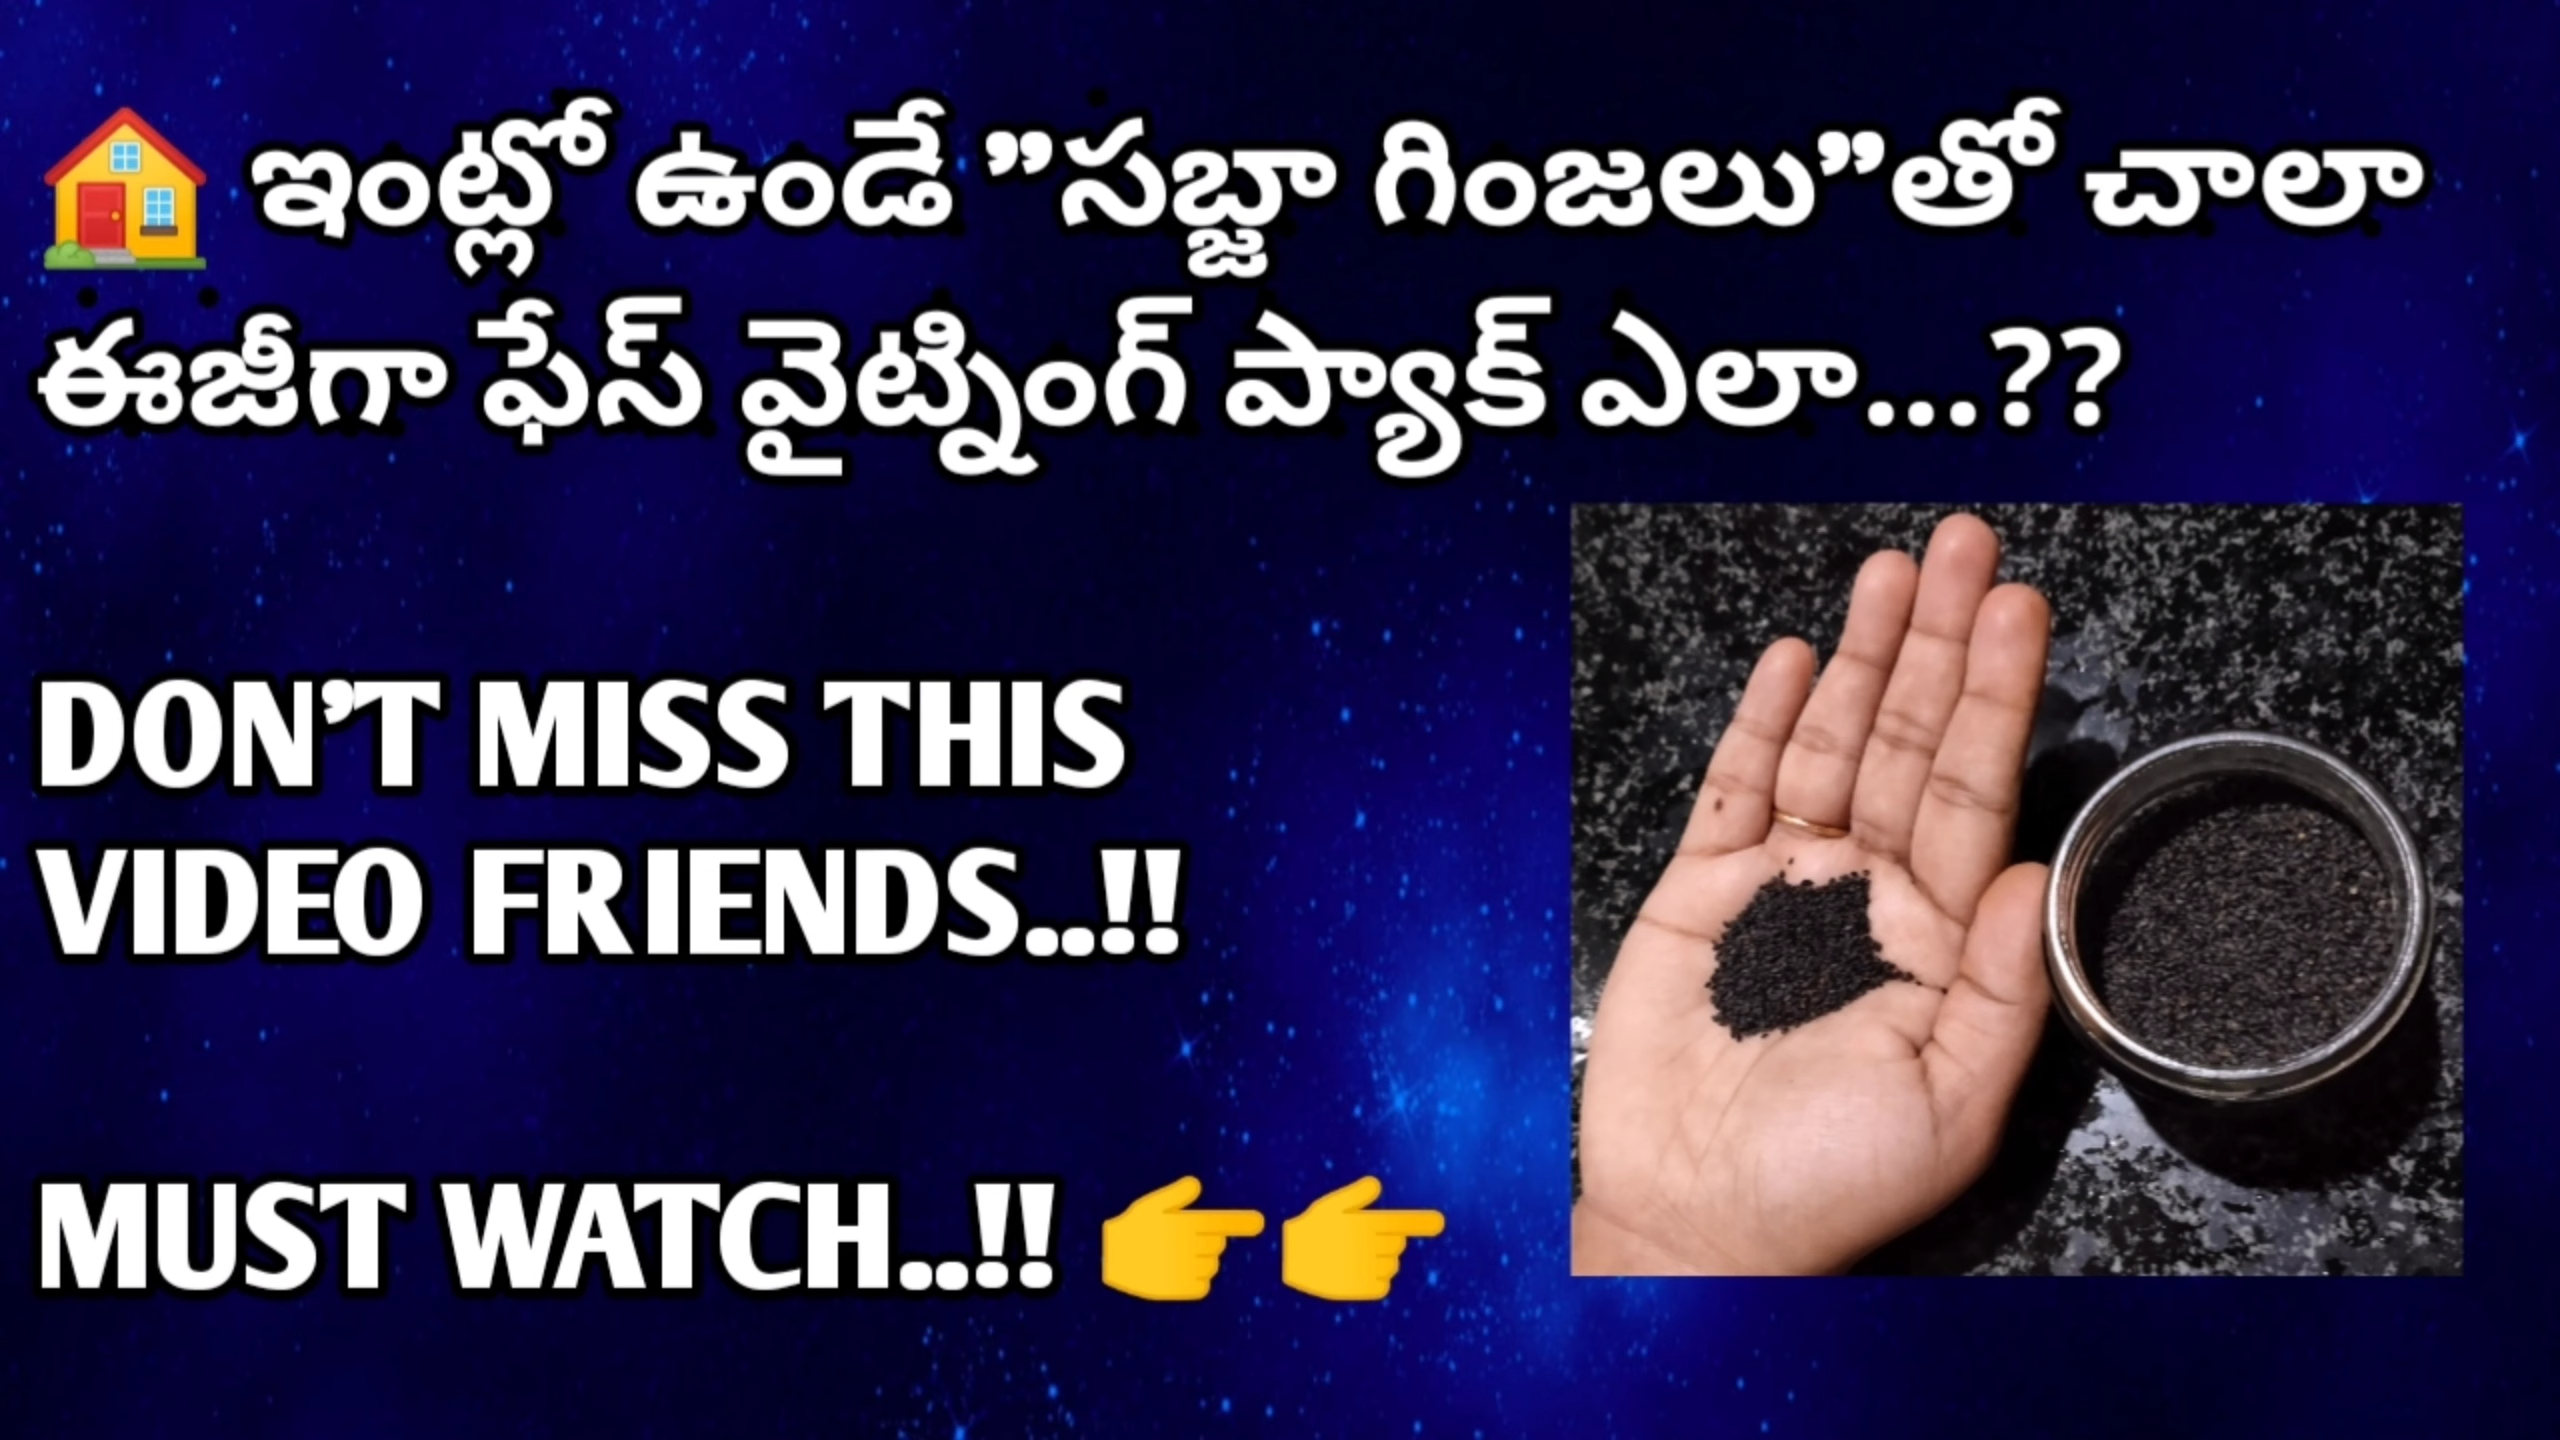 🏠 ఇంట్లో ఉండే ”సబ్జా గింజలు”తో చాలా
ఈజీగా ఫేస్ వైట్నింగ్ ప్యాక్ ఎలా...??
DON’T MISS THIS
VIDEO FRIENDS..!!
MUST WATCH..!! 👉👉